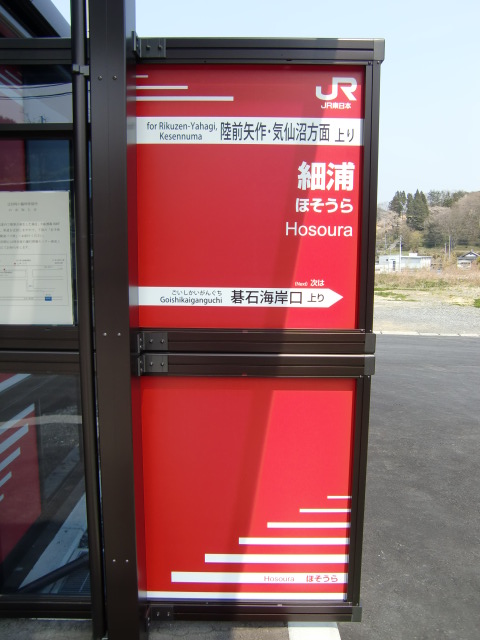 JR
JR東日本
for Rikuzen-Yahagi, Kesennuma 陸前矢作・気仙沼方面 上り
細浦
ほそうら
Hosoura
(Next) 次は
ごいしかいがんぐち
Goishikaiganguchi 碁石海岸口 上り
Hosoura ほそうら